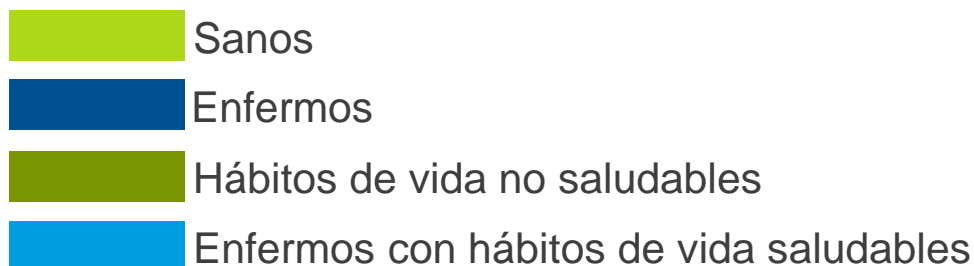 Sanos
Enfermos
Hábitos de vida no saludables
Enfermos con hábitos de vida saludables